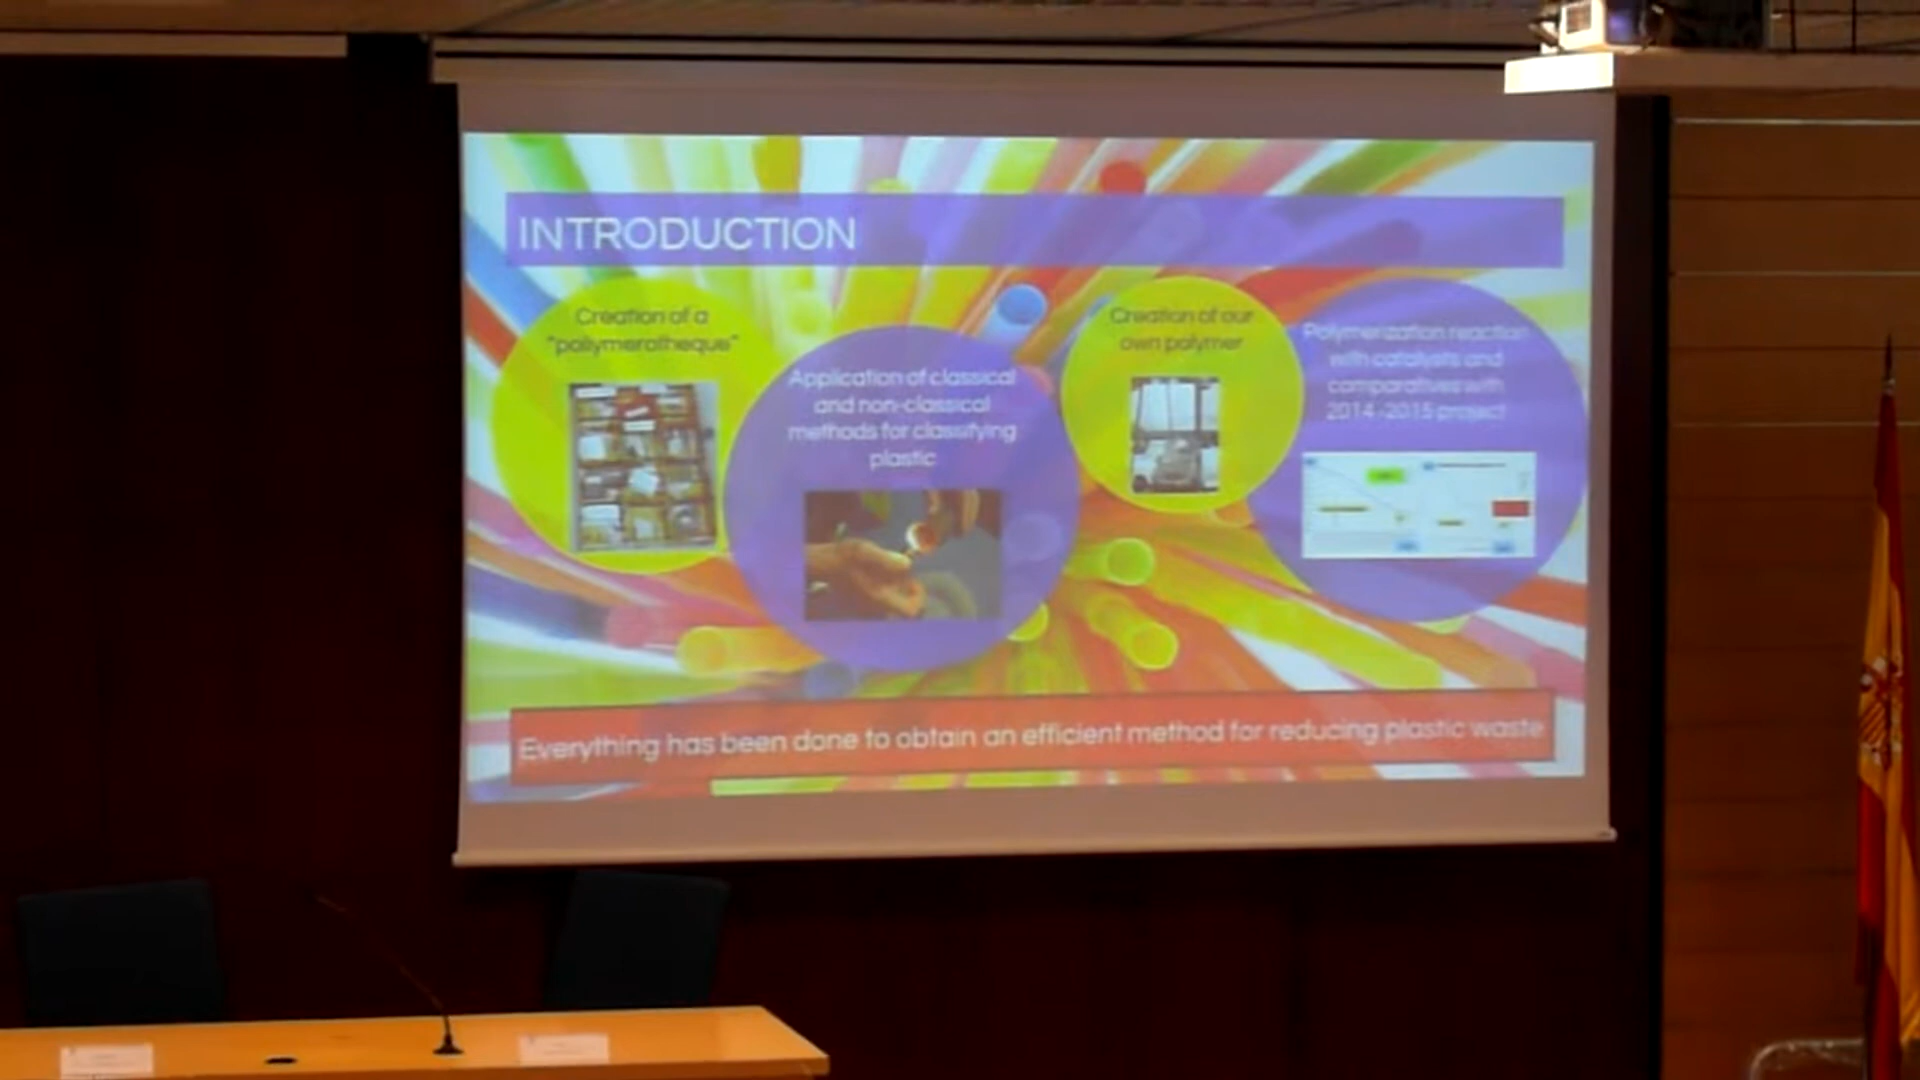 INTRODUCTION
Creation of a
"polymerotheque"
Application of classical
and non-classical
methods for classifying
plastic
Creation of our
own polymer
Polymerization reaction
with catalysts and
comparatives with
2014-2015 project
Everything has been done to obtain an efficient method for reducing plastic waste